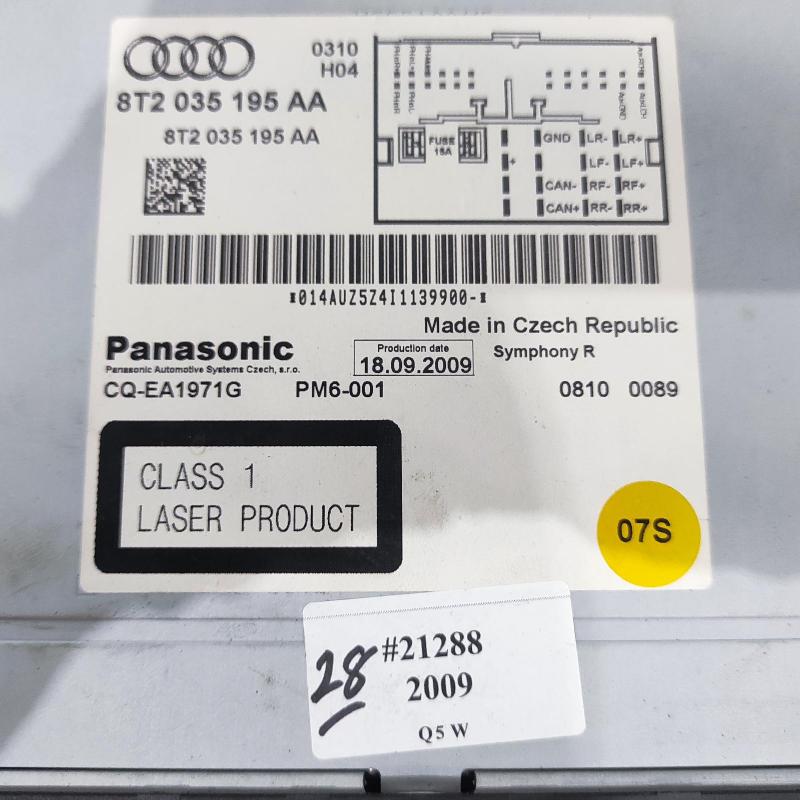 0310
H04
8T2 035 195 AA
8T2 035 195 AA
FUSE
15A
+
GND LR- LR+
LF- LF+
CAN- RF- RF+
CAN+ RR- RR+
*014AUZ5Z4I1139900-*
Made in Czech Republic
Panasonic
Panasonic Automotive Systems Czech, s.r.o.
Production date
18.09.2009
Symphony R
CQ-EA1971G PM6-001 0810 0089
CLASS 1
LASER PRODUCT
07S
28
#21288
2009
Q5 W